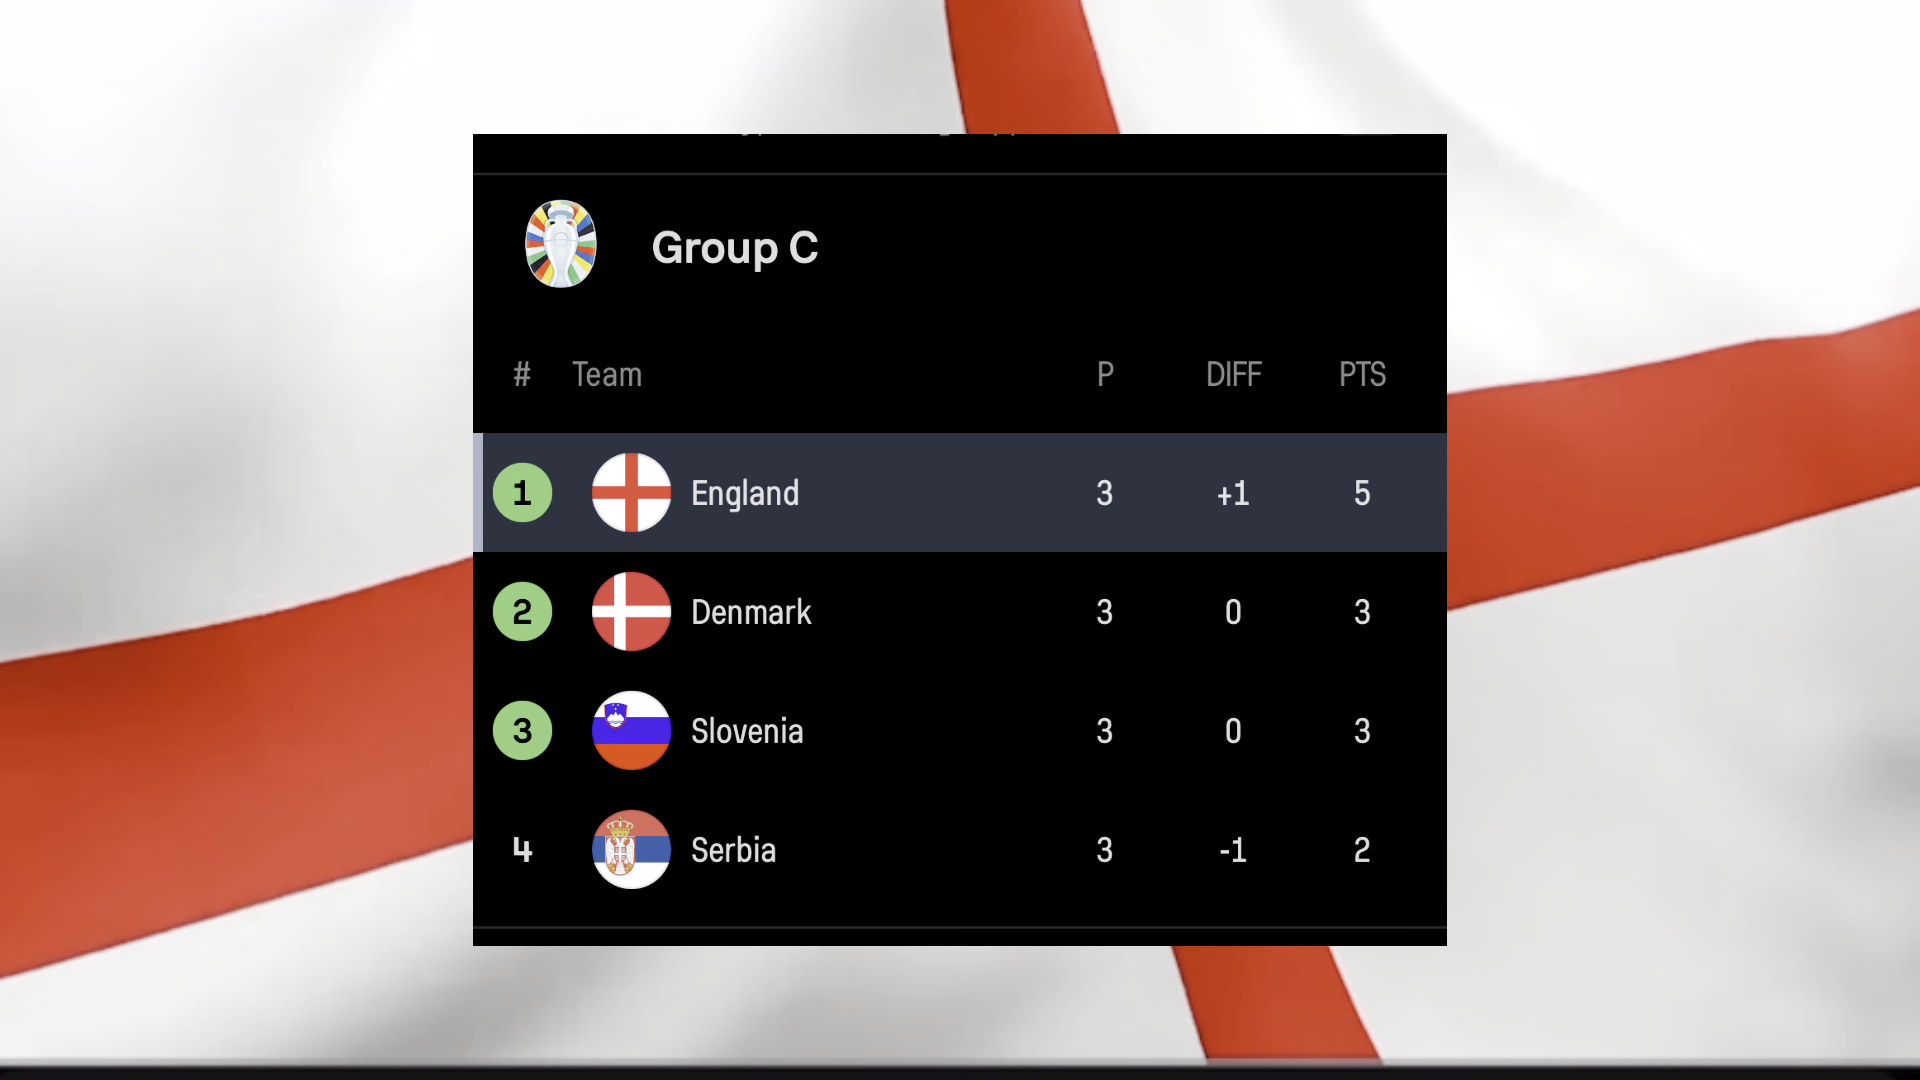 Group C
# Team P DIFF PTS
1 England 3 +1 5
2 Denmark 3 0 3
3 Slovenia 3 0 3
4 Serbia 3 -1 2